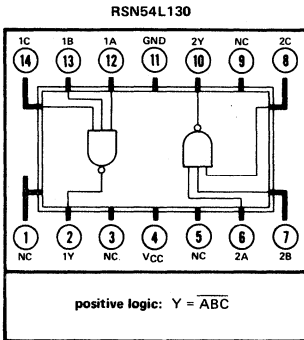 RSN54L130
1C 1B 1A GND 2Y NC 2C
14 13 12 11 10 9 8
1 2 3 4 5 6 7
NC 1Y NC VCC NC 2A 2B
positive logic: Y = A̅B̅C̅